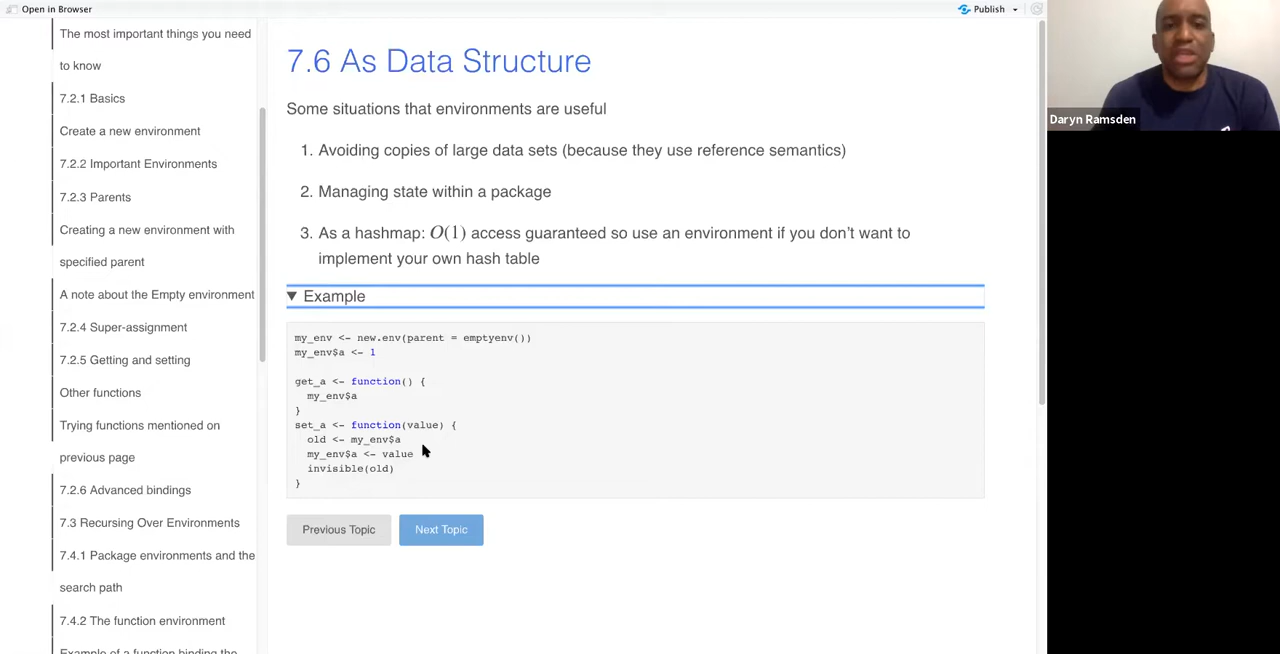 Open in Browser
Publish
The most important things you need
to know
7.2.1 Basics
Create a new environment
7.2.2 Important Environments
7.2.3 Parents
Creating a new environment with
specified parent
A note about the Empty environment
7.2.4 Super-assignment
7.2.5 Getting and setting
Other functions
Trying functions mentioned on
previous page
7.2.6 Advanced bindings
7.3 Recursing Over Environments
7.4.1 Package environments and the
search path
7.4.2 The function environment
Example of a function binding the
7.6 As Data Structure
Some situations that environments are useful
1. Avoiding copies of large data sets (because they use reference semantics)
2. Managing state within a package
3. As a hashmap: O(1) access guaranteed so use an environment if you don't want to
implement your own hash table
▼ Example
my_env <- new.env(parent = emptyenv())
my_env$a <- 1
get_a <- function() {
my_env$a
}
set_a <- function(value) {
old <- my_env$a
my_env$a <- value
invisible(old)
}
Previous Topic
Next Topic
Daryn Ramsden